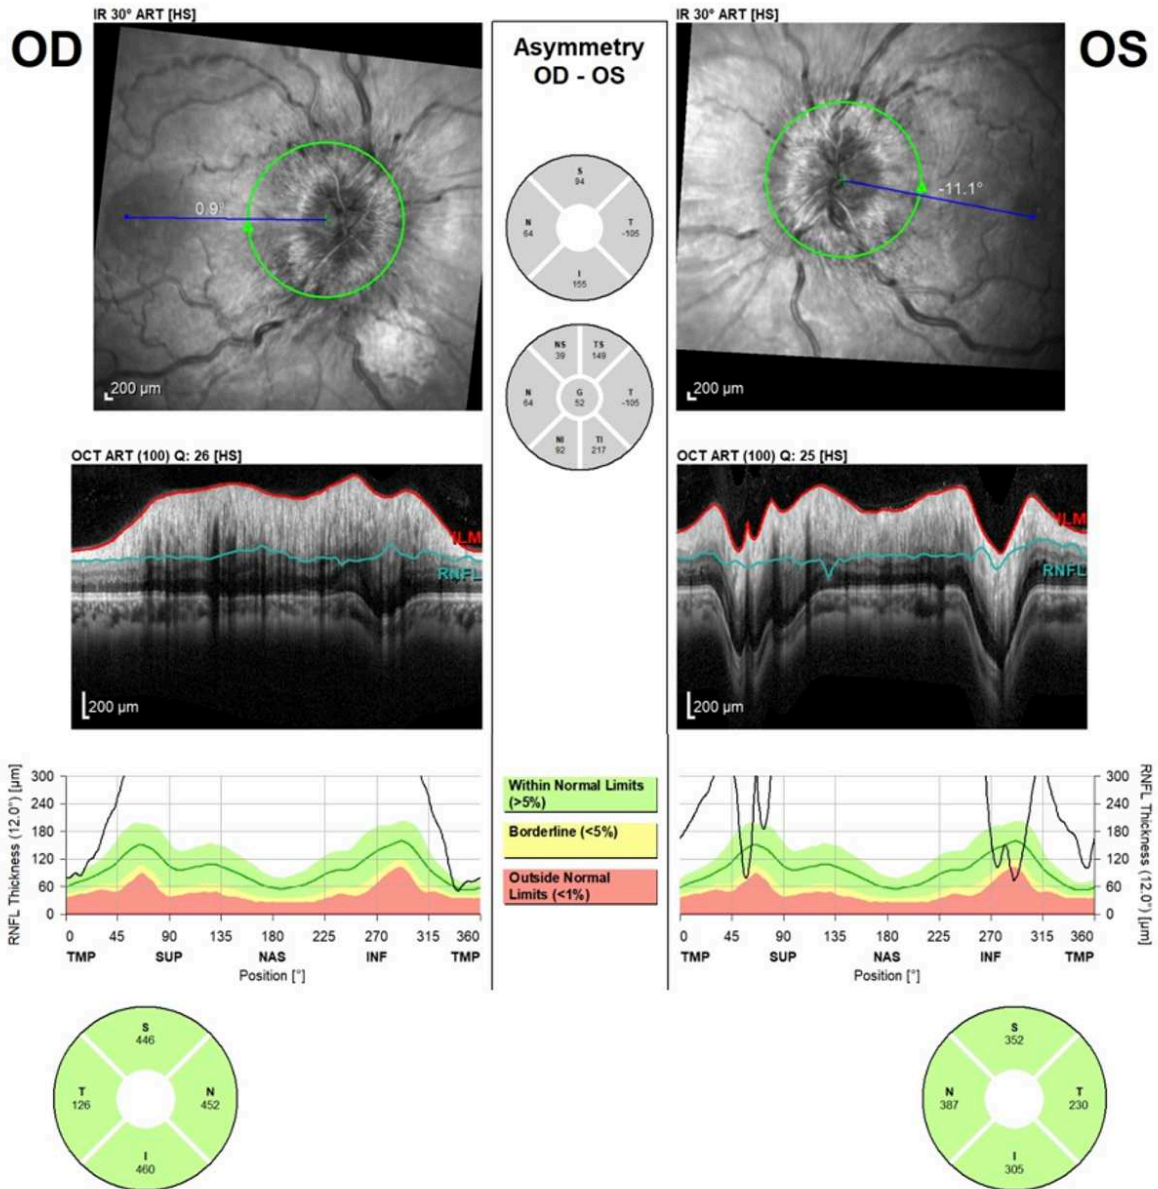 IR 30° ART [HS]
OD
0.9°
200 µm
Asymmetry
OD - OS
S
94
N
64
T
-105
I
155
NS
39
TS
149
N
64
G
52
T
-105
NI
92
TI
217
IR 30° ART [HS]
OS
-11.1°
200 µm
OCT ART (100) Q: 26 [HS]
ILM
RNFL
200 µm
OCT ART (100) Q: 25 [HS]
ILM
RNFL
200 µm
RNFL Thickness (12.0°) [µm]
300
240
180
120
60
0
0 45 90 135 180 225 270 315 360
TMP SUP NAS INF TMP
Position [°]
Within Normal Limits
(>5%)
Borderline (<5%)
Outside Normal
Limits (<1%)
300
240
180
120
60
0
RNFL Thickness (12.0°) [µm]
0 45 90 135 180 225 270 315 360
TMP SUP NAS INF TMP
Position [°]
S
446
T
126
N
452
I
460
S
352
N
387
T
230
I
305